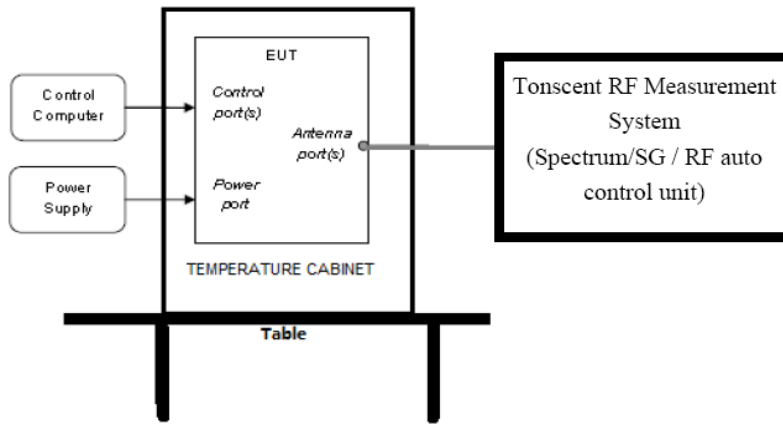 EUT
Control
Computer
Control
port(s)
Antenna
port(s)
Power
Supply
Power
port
TEMPERATURE CABINET
Table
Tonscent RF Measurement
System
(Spectrum/SG / RF auto
control unit)